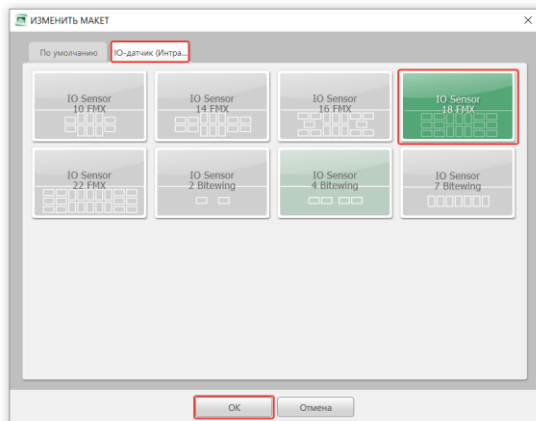 ИЗМЕНИТЬ МАКЕТ
По умолчанию
IO-датчик (Интра...
IO Sensor
10 FMX
IO Sensor
14 FMX
IO Sensor
16 FMX
IO Sensor
18 FMX
IO Sensor
22 FMX
IO Sensor
2 Bitewing
IO Sensor
4 Bitewing
IO Sensor
7 Bitewing
OK
Отмена